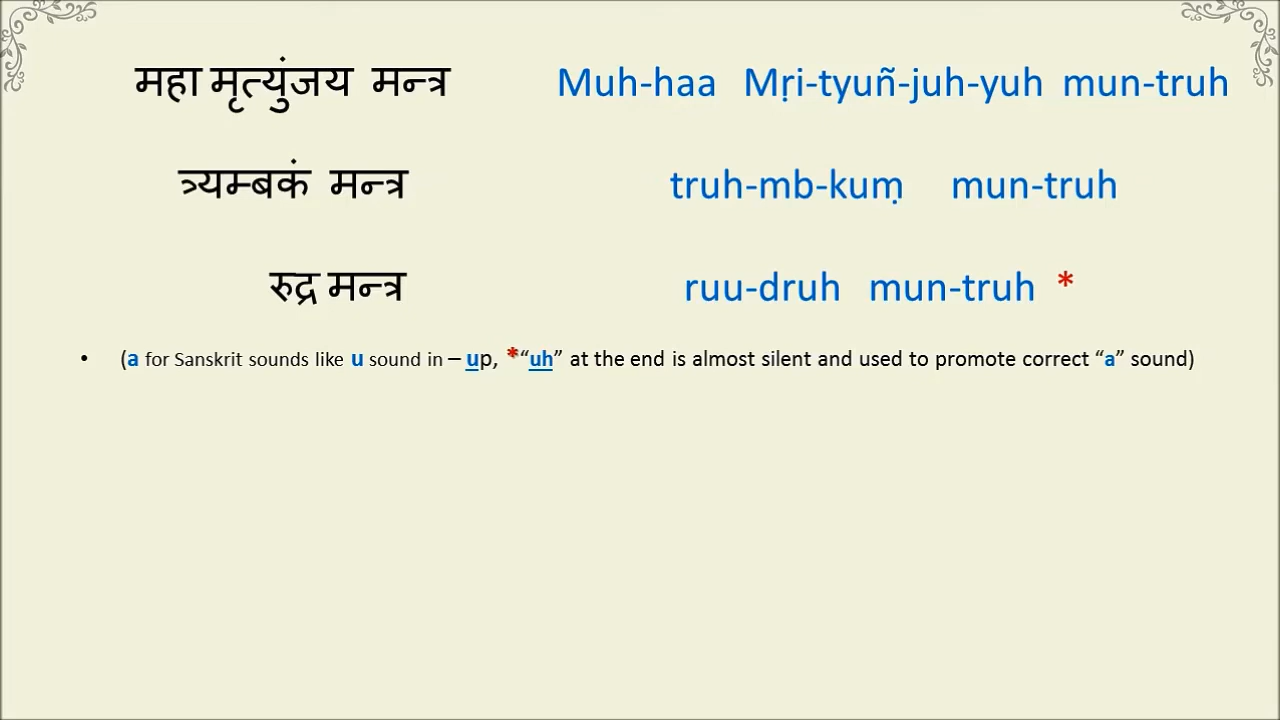 महा मृत्युंजय मन्त्र Muh-haa Mṛi-tyuñ-juh-yuh mun-truh
त्र्यम्बकं मन्त्र truh-mb-kuṃ mun-truh
रुद्र मन्त्र ruu-druh mun-truh *
• (a for Sanskrit sounds like u sound in – up, *“uh” at the end is almost silent and used to promote correct “a” sound)